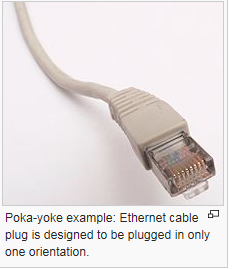 Poka-yoke example: Ethernet cable
plug is designed to be plugged in only
one orientation.